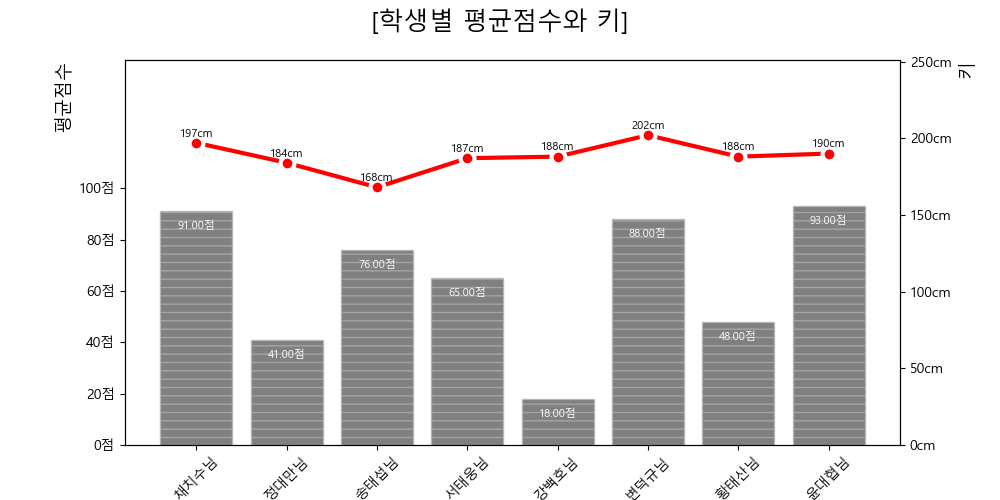 [학생별 평균점수와 키]
평균점수
키
250cm
200cm
150cm
100cm
50cm
0cm
100점
80점
60점
40점
20점
0점
197cm
184cm
168cm
187cm
188cm
202cm
188cm
190cm
91.00점
41.00점
76.00점
65.00점
18.00점
88.00점
48.00점
93.00점
채치수님
정대만님
송태섭님
서태웅님
강백호님
변덕규님
황태산님
윤대협님